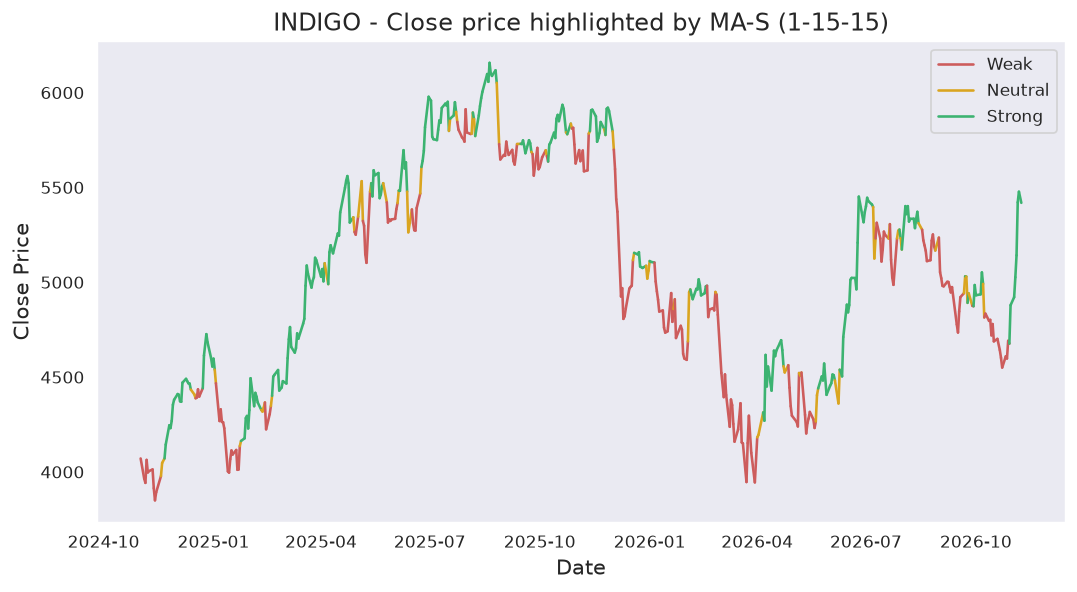 INDIGO - Close price highlighted by MA-S (1-15-15)
Weak
Neutral
Strong
Close Price
6000
5500
5000
4500
4000
2024-10 2025-01 2025-04 2025-07 2025-10 2026-01 2026-04 2026-07 2026-10
Date